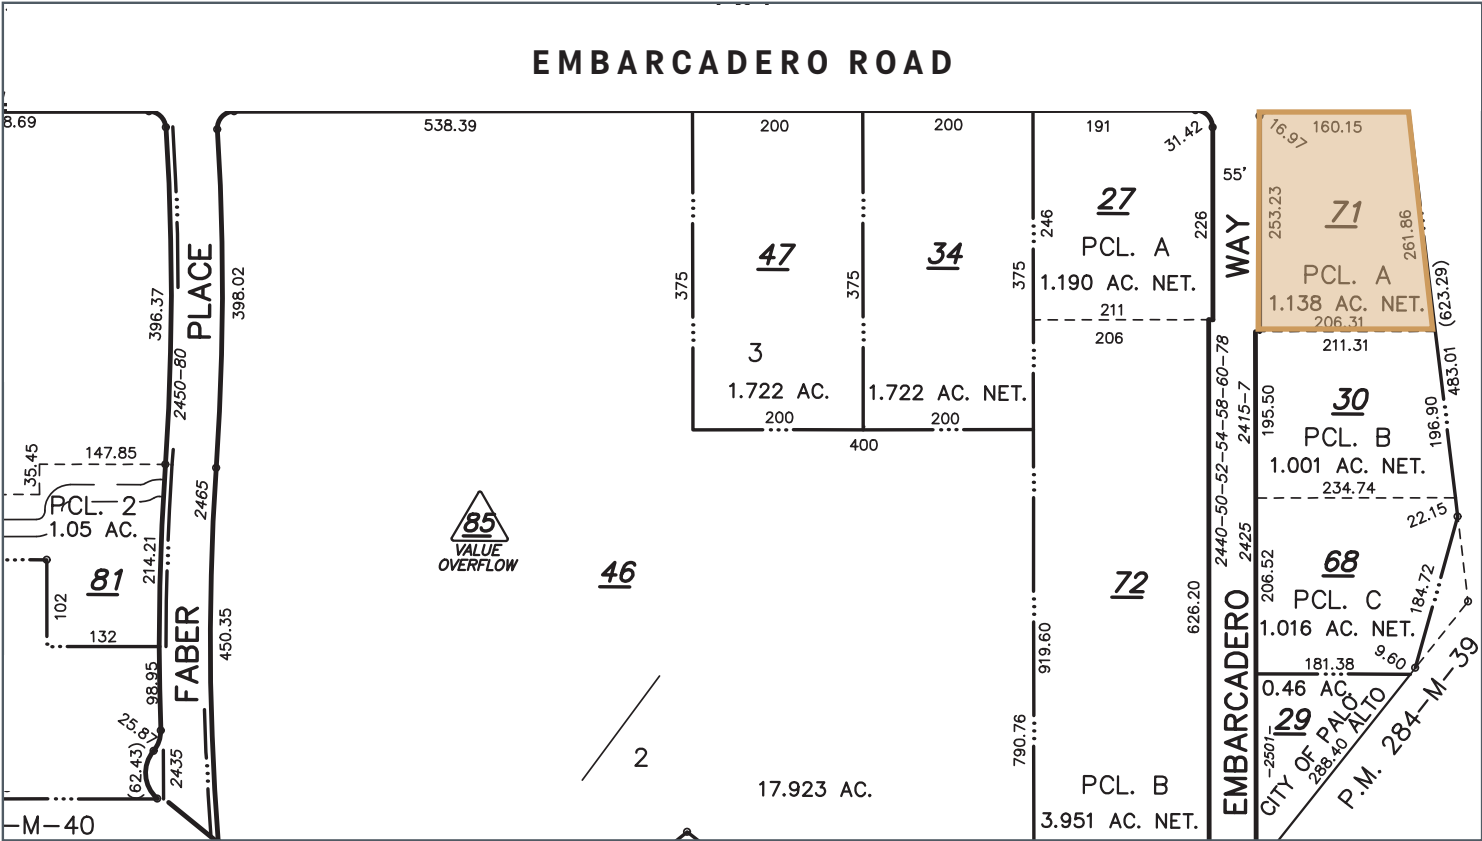 EMBARCADERO ROAD
8.69
538.39
200
200
191
31.42
16.97
160.15
55'
396.37
PLACE
398.02
2450-80
375
47
3
1.722 AC.
200
375
34
1.722 AC. NET.
200
400
375
246
27
PCL. A
1.190 AC. NET.
211
226
206
WAY
253.23
71
261.86
PCL. A
1.138 AC. NET.
206.31
(623.29)
211.31
483.01
2440-50-52-54-58-60-78
2415-7
195.50
30
PCL. B
1.001 AC. NET.
196.90
234.74
22.15
35.45
147.85
PCL. 2
1.05 AC.
214.21
81
102
132
98.95
25.87
(62.43)
2435
-M-40
2465
FABER
450.35
85
VALUE
OVERFLOW
46
2
17.923 AC.
919.60
790.76
72
626.20
PCL. B
3.951 AC. NET.
EMBARCADERO
2425
206.52
68
PCL. C
1.016 AC. NET.
184.72
181.38
9.60
0.46 AC.
29
-2501-
CITY OF PALO ALTO
288.40
P.M. 284-M-39